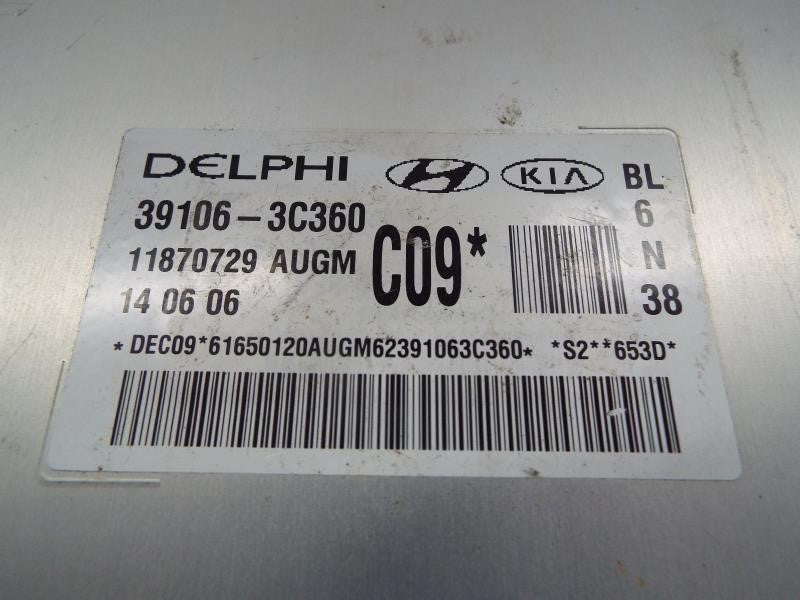 DELPHI H KIA BL
39106-3C360 6
11870729 AUGM C09* N
14 06 06 38
*DEC09*61650120AUGM62391063C360* *S2**653D*